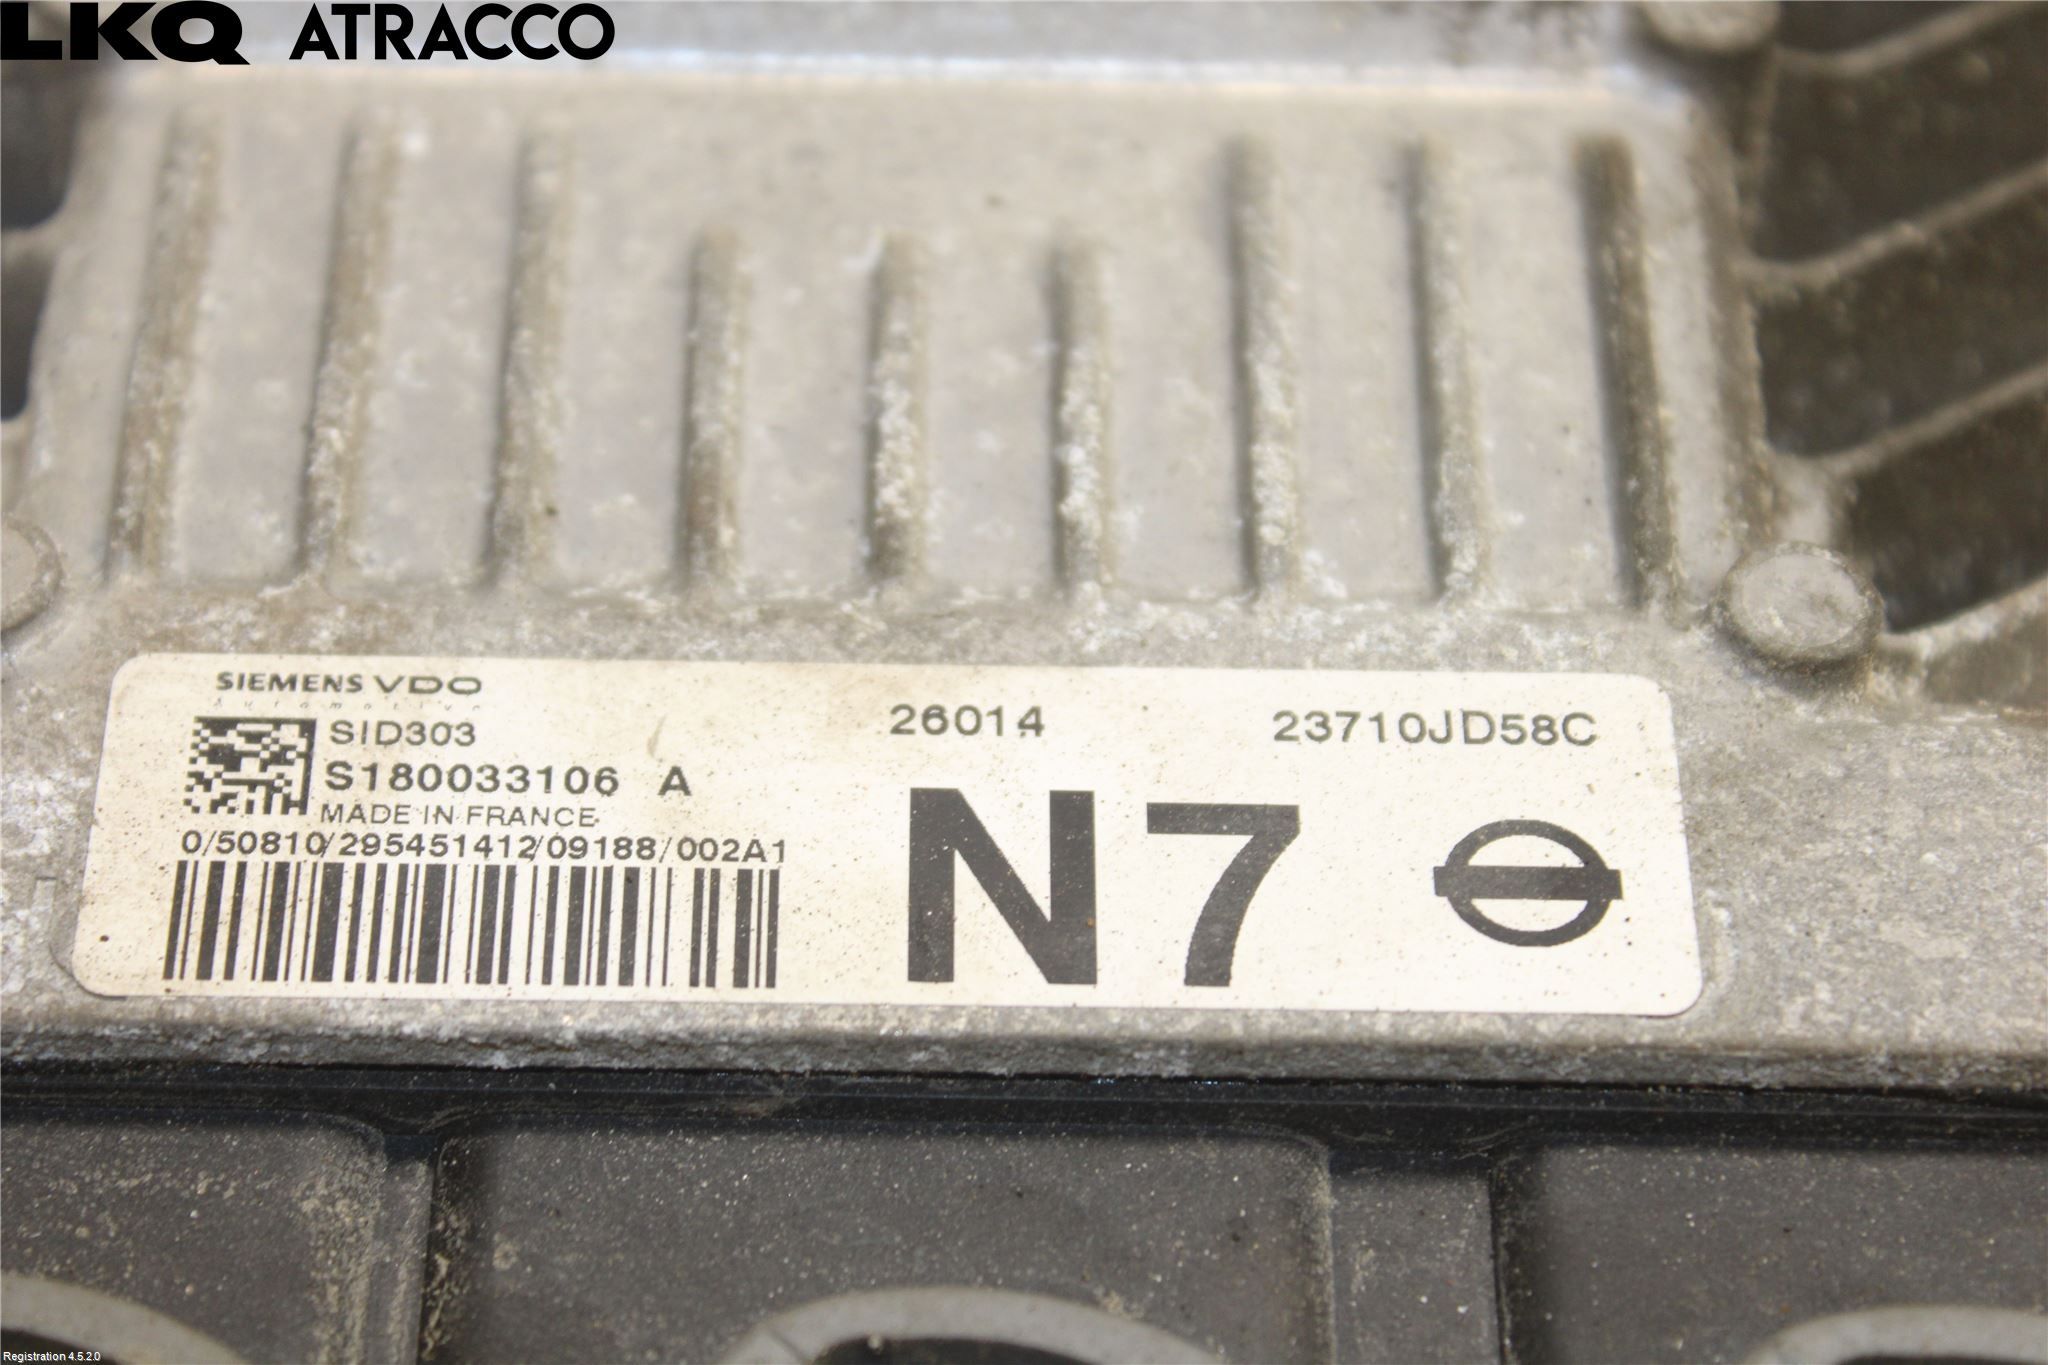 LKQ ATRACCO
SIEMENS VDO
Automotive
SID303
S180033106 A
MADE IN FRANCE
0/50810/295451412/09188/002A1
26014
23710JD58C
N7
Registration 4.5.2.0